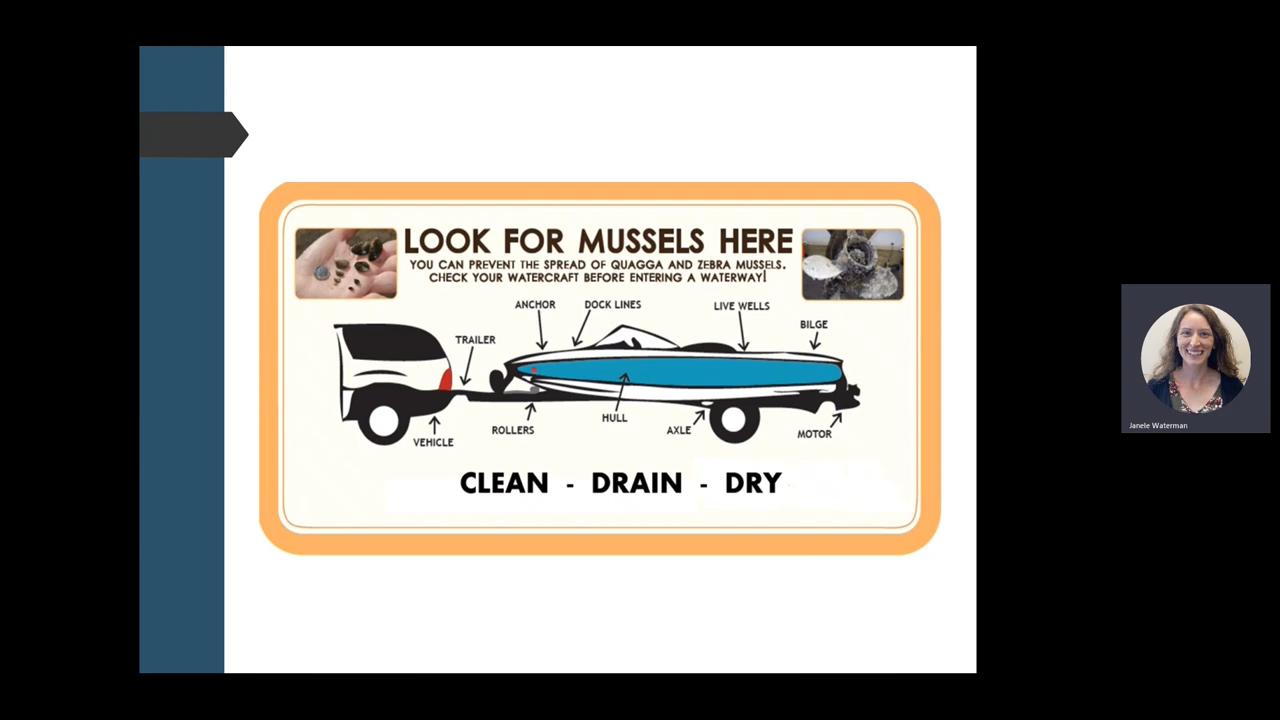 LOOK FOR MUSSELS HERE
YOU CAN PREVENT THE SPREAD OF QUAGGA AND ZEBRA MUSSELS.
CHECK YOUR WATERCRAFT BEFORE ENTERING A WATERWAY!
ANCHOR
DOCK LINES
LIVE WELLS
BILGE
TRAILER
HULL
ROLLERS
AXLE
MOTOR
VEHICLE
CLEAN - DRAIN - DRY
Janele Waterman